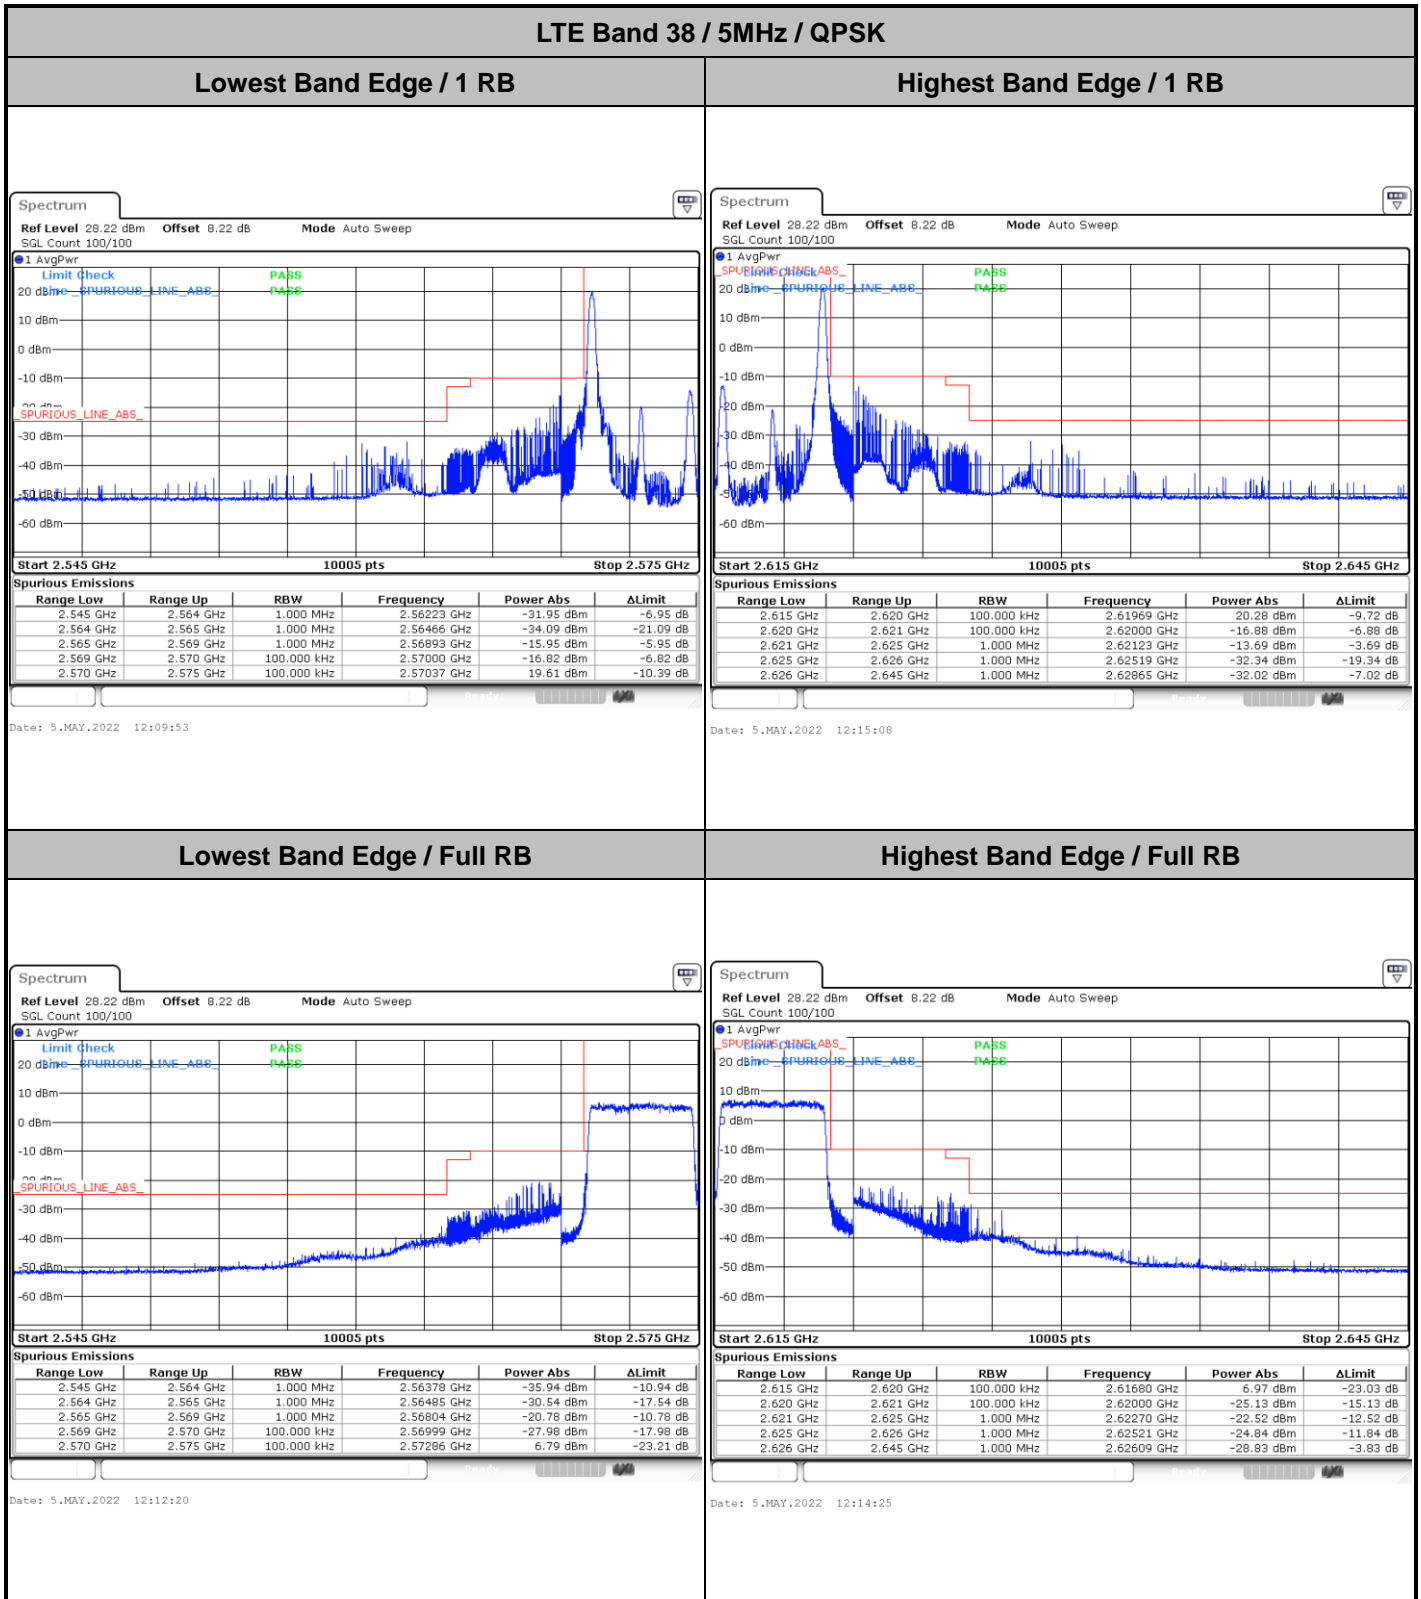 LTE Band 38 / 5MHz / QPSK
Lowest Band Edge / 1 RB
Highest Band Edge / 1 RB
Spectrum
Ref Level 28.22 dBm Offset 8.22 dB Mode Auto Sweep
SGL Count 100/100
1 AvgPwr
Limit Check PASS
Line _SPURIOUS_LINE_ABS_ PASS
20 dBm
10 dBm
0 dBm
-10 dBm
-20 dBm
_SPURIOUS_LINE_ABS_
-30 dBm
-40 dBm
-50 dBm
-60 dBm
Start 2.545 GHz 10005 pts Stop 2.575 GHz
Spurious Emissions
Range Low Range Up RBW Frequency Power Abs ΔLimit
2.545 GHz 2.564 GHz 1.000 MHz 2.56223 GHz -31.95 dBm -6.95 dB
2.564 GHz 2.565 GHz 1.000 MHz 2.56466 GHz -34.09 dBm -21.09 dB
2.565 GHz 2.569 GHz 1.000 MHz 2.56893 GHz -15.95 dBm -5.95 dB
2.569 GHz 2.570 GHz 100.000 kHz 2.57000 GHz -16.82 dBm -6.82 dB
2.570 GHz 2.575 GHz 100.000 kHz 2.57037 GHz 19.61 dBm -10.39 dB
Ready
Date: 5.MAY.2022 12:09:53
Spectrum
Ref Level 28.22 dBm Offset 8.22 dB Mode Auto Sweep
SGL Count 100/100
1 AvgPwr
_SPURIOUS_LINE_ABS_
Limit Check PASS
Line _SPURIOUS_LINE_ABS_ PASS
20 dBm
10 dBm
0 dBm
-10 dBm
-20 dBm
-30 dBm
-40 dBm
-50 dBm
-60 dBm
Start 2.615 GHz 10005 pts Stop 2.645 GHz
Spurious Emissions
Range Low Range Up RBW Frequency Power Abs ΔLimit
2.615 GHz 2.620 GHz 100.000 kHz 2.61969 GHz 20.28 dBm -9.72 dB
2.620 GHz 2.621 GHz 100.000 kHz 2.62000 GHz -16.88 dBm -6.88 dB
2.621 GHz 2.625 GHz 1.000 MHz 2.62123 GHz -13.69 dBm -3.69 dB
2.625 GHz 2.626 GHz 1.000 MHz 2.62519 GHz -32.34 dBm -19.34 dB
2.626 GHz 2.645 GHz 1.000 MHz 2.62865 GHz -32.02 dBm -7.02 dB
Ready
Date: 5.MAY.2022 12:15:08
Lowest Band Edge / Full RB
Highest Band Edge / Full RB
Spectrum
Ref Level 28.22 dBm Offset 8.22 dB Mode Auto Sweep
SGL Count 100/100
1 AvgPwr
Limit Check PASS
Line _SPURIOUS_LINE_ABS_ PASS
20 dBm
10 dBm
0 dBm
-10 dBm
-20 dBm
_SPURIOUS_LINE_ABS_
-30 dBm
-40 dBm
-50 dBm
-60 dBm
Start 2.545 GHz 10005 pts Stop 2.575 GHz
Spurious Emissions
Range Low Range Up RBW Frequency Power Abs ΔLimit
2.545 GHz 2.564 GHz 1.000 MHz 2.56378 GHz -35.94 dBm -10.94 dB
2.564 GHz 2.565 GHz 1.000 MHz 2.56485 GHz -30.54 dBm -17.54 dB
2.565 GHz 2.569 GHz 1.000 MHz 2.56804 GHz -20.78 dBm -10.78 dB
2.569 GHz 2.570 GHz 100.000 kHz 2.56999 GHz -27.98 dBm -17.98 dB
2.570 GHz 2.575 GHz 100.000 kHz 2.57286 GHz 6.79 dBm -23.21 dB
Ready
Date: 5.MAY.2022 12:12:20
Spectrum
Ref Level 28.22 dBm Offset 8.22 dB Mode Auto Sweep
SGL Count 100/100
1 AvgPwr
_SPURIOUS_LINE_ABS_
Limit Check PASS
Line _SPURIOUS_LINE_ABS_ PASS
20 dBm
10 dBm
0 dBm
-10 dBm
-20 dBm
-30 dBm
-40 dBm
-50 dBm
-60 dBm
Start 2.615 GHz 10005 pts Stop 2.645 GHz
Spurious Emissions
Range Low Range Up RBW Frequency Power Abs ΔLimit
2.615 GHz 2.620 GHz 100.000 kHz 2.61680 GHz 6.97 dBm -23.03 dB
2.620 GHz 2.621 GHz 100.000 kHz 2.62000 GHz -25.13 dBm -15.13 dB
2.621 GHz 2.625 GHz 1.000 MHz 2.62270 GHz -22.52 dBm -12.52 dB
2.625 GHz 2.626 GHz 1.000 MHz 2.62521 GHz -24.84 dBm -11.84 dB
2.626 GHz 2.645 GHz 1.000 MHz 2.62609 GHz -28.83 dBm -3.83 dB
Ready
Date: 5.MAY.2022 12:14:25